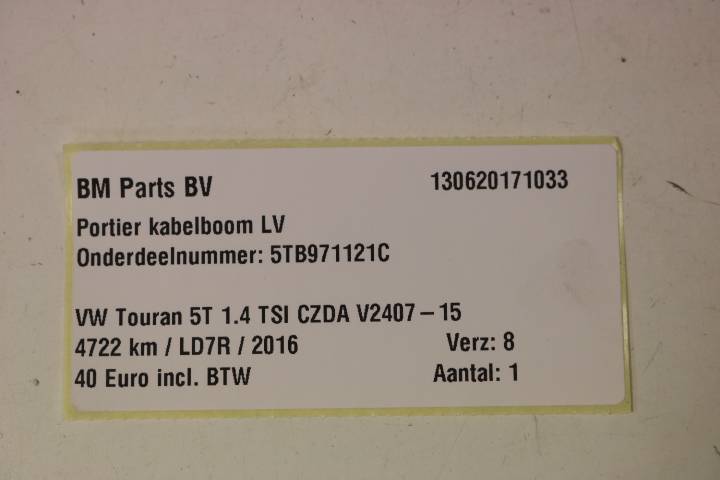 BM Parts BV 130620171033
Portier kabelboom LV
Onderdeelnummer: 5TB971121C
VW Touran 5T 1.4 TSI CZDA V2407 – 15
4722 km / LD7R / 2016 Verz: 8
40 Euro incl. BTW Aantal: 1